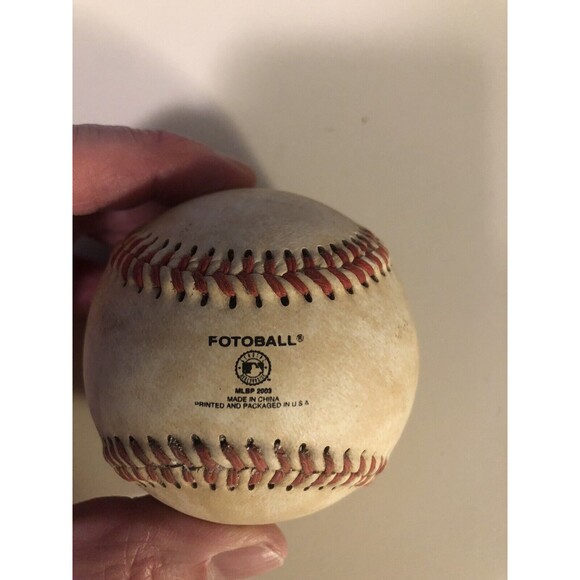 FOTOBALL®
MLBP 2003
MADE IN CHINA
PRINTED AND PACKAGED IN U.S.A